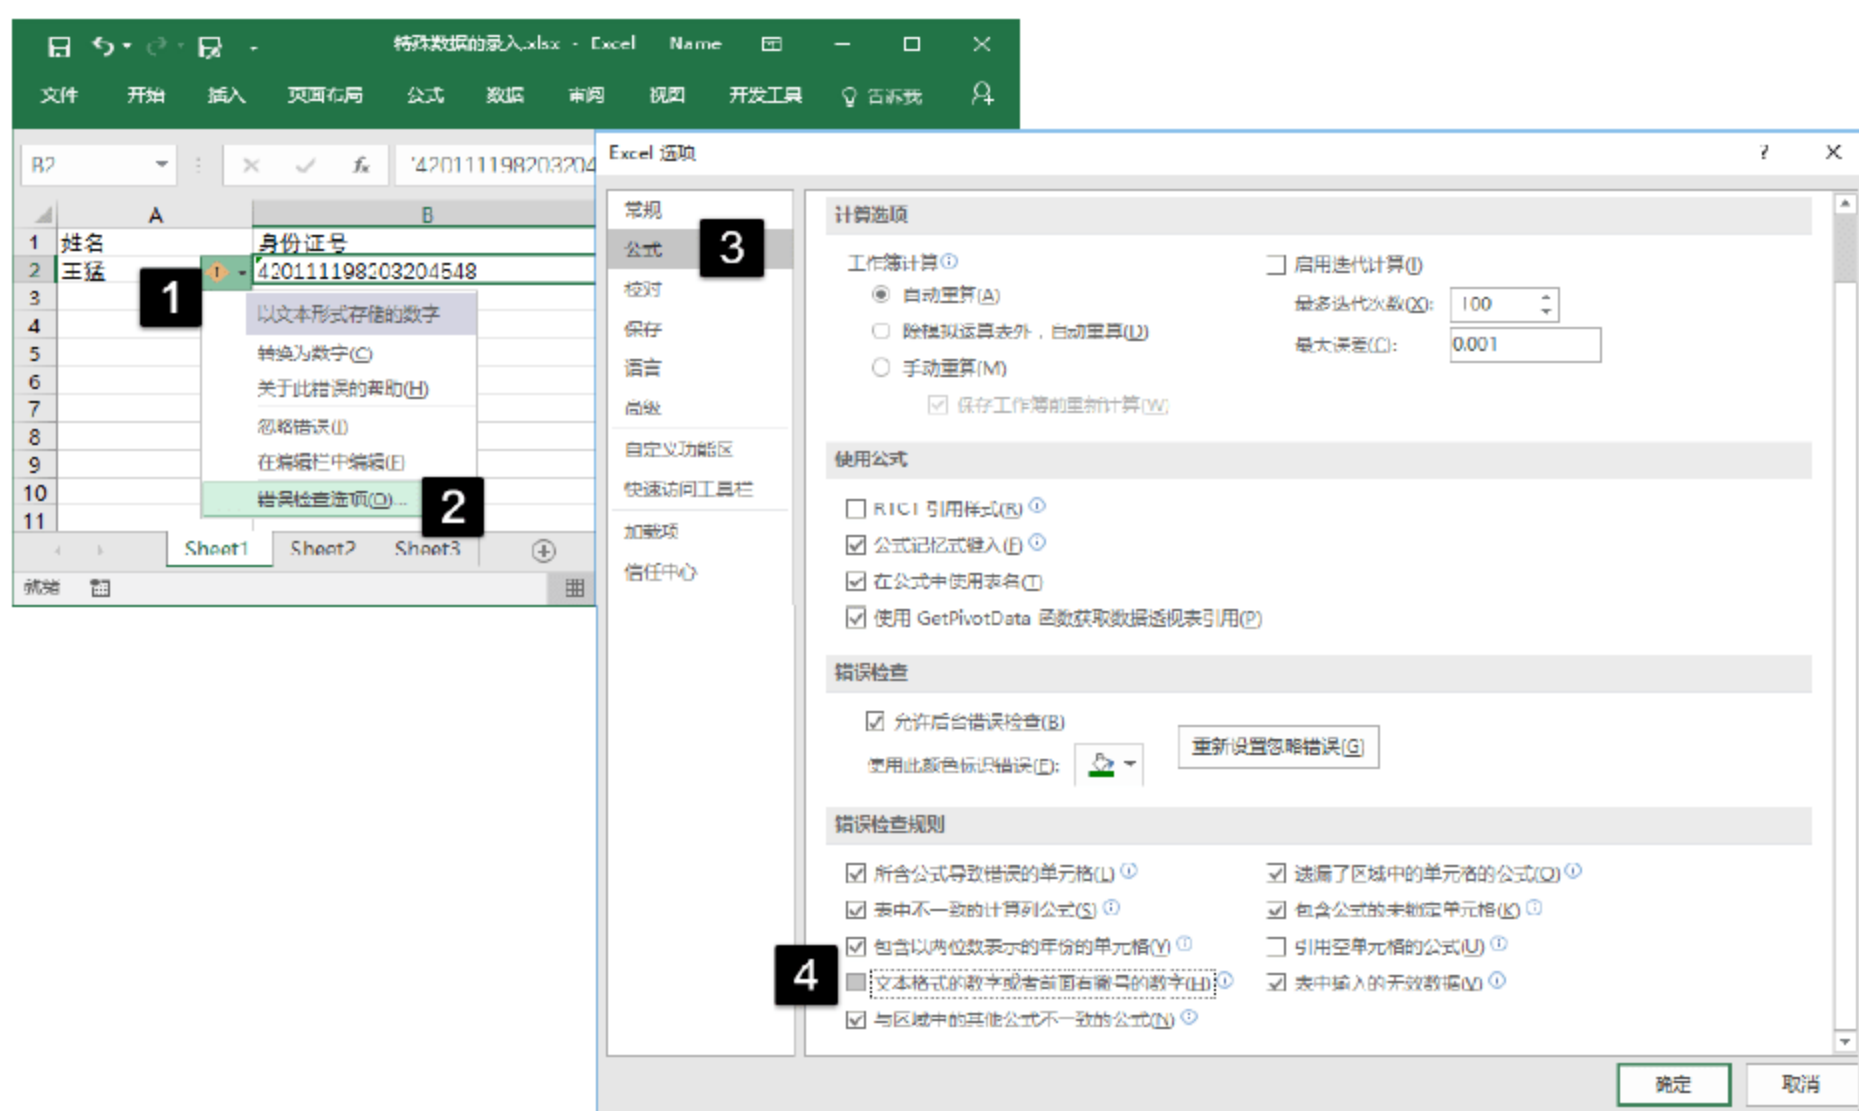 特殊数据的录入.xlsx - Excel Name
文件 开始 插入 页面布局 公式 数据 审阅 视图 开发工具 告诉我
B2 fx '420111198203204
A B
1 姓名 身份证号
2 王猛 420111198203204548
1
3
以文本形式存储的数字
4
转换为数字(C)
5
关于此错误的帮助(H)
6
7
忽略错误(I)
8
在编辑栏中编辑(F)
9
10
错误检查选项(O)...
2
11
Sheet1 Sheet2 Sheet3
就绪
Excel 选项 ?
常规
公式
3
校对
保存
语言
高级
自定义功能区
快速访问工具栏
加载项
信任中心
计算选项
工作簿计算
自动重算(A)
除模拟运算表外，自动重算(D)
手动重算(M)
保存工作簿前重新计算(W)
启用迭代计算(I)
最多迭代次数(X): 100
最大误差(C): 0.001
使用公式
R1C1 引用样式(R)
公式记忆式键入(F)
在公式中使用表名(T)
使用 GetPivotData 函数获取数据透视表引用(P)
错误检查
允许后台错误检查(B)
使用此颜色标识错误(E):
重新设置忽略错误(G)
错误检查规则
所含公式导致错误的单元格(L)
表中不一致的计算列公式(S)
包含以两位数表示的年份的单元格(Y)
4
文本格式的数字或者前面有撇号的数字(H)
与区域中的其他公式不一致的公式(N)
遗漏了区域中的单元格的公式(O)
包含公式的未锁定单元格(K)
引用空单元格的公式(U)
表中输入的无效数据(V)
确定 取消